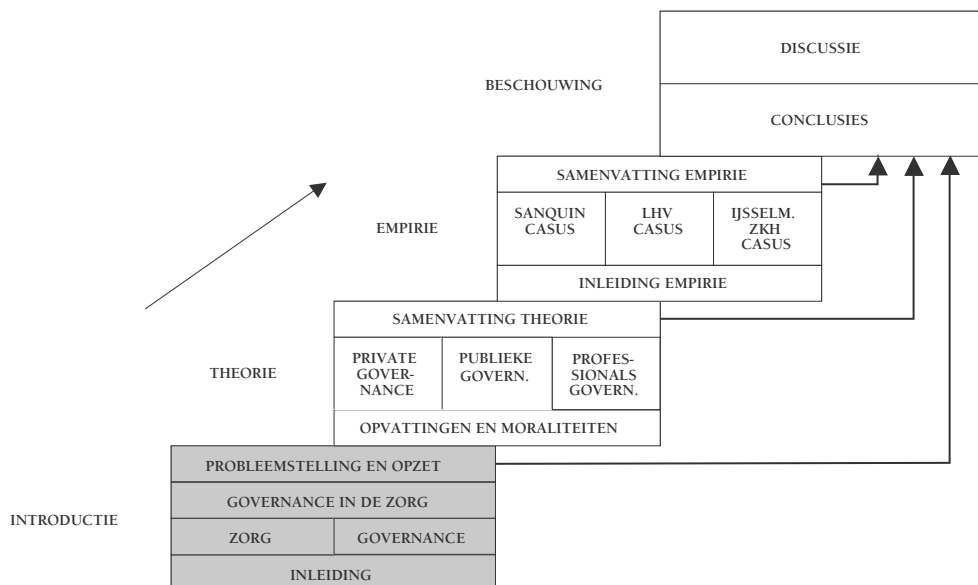 DISCUSSIE
BESCHOUWING
CONCLUSIES
SAMENVATTING EMPIRIE
EMPIRIE
SANQUIN
CASUS
LHV
CASUS
IJSSELM.
ZKH
CASUS
INLEIDING EMPIRIE
SAMENVATTING THEORIE
THEORIE
PRIVATE
GOVER-
NANCE
PUBLIEKE
GOVERN.
PROFES-
SIONALS
GOVERN.
OPVATTINGEN EN MORALITEITEN
PROBLEEMSTELLING EN OPZET
GOVERNANCE IN DE ZORG
INTRODUCTIE
ZORG
GOVERNANCE
INLEIDING